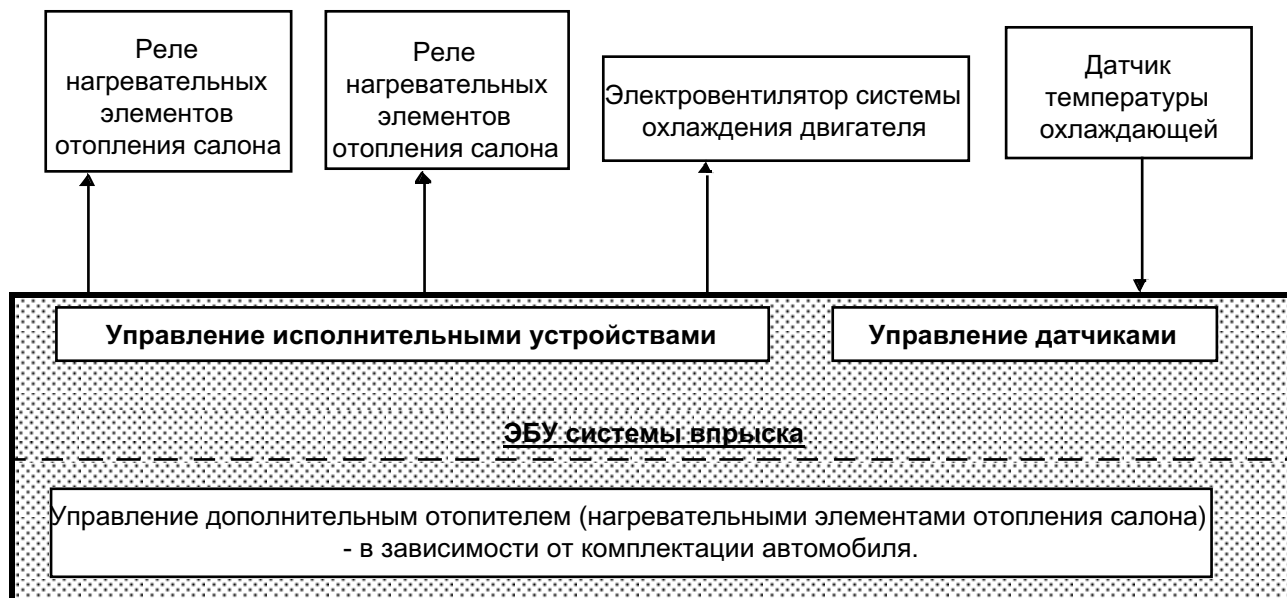 Реле
нагревательных
элементов
отопления салона
Реле
нагревательных
элементов
отопления салона
Электровентилятор системы
охлаждения двигателя
Датчик
температуры
охлаждающей
Управление исполнительными устройствами
Управление датчиками
ЭБУ системы впрыска
Управление дополнительным отопителем (нагревательными элементами отопления салона)
- в зависимости от комплектации автомобиля.